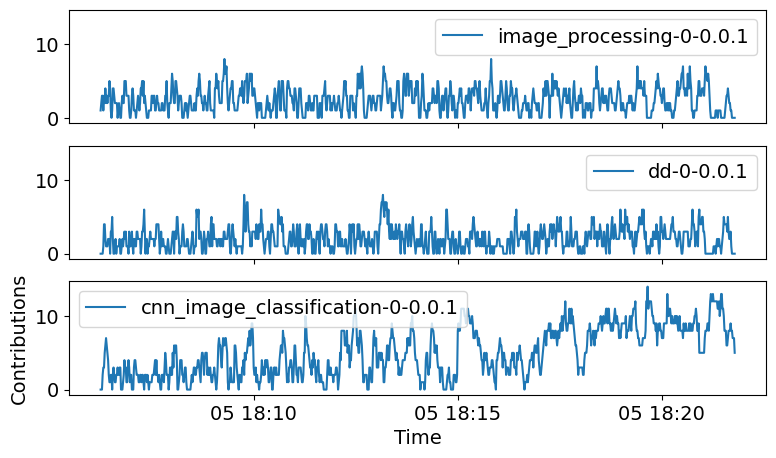 10
0
image_processing-0-0.0.1
10
0
dd-0-0.0.1
Contributions
10
0
cnn_image_classification-0-0.0.1
05 18:10
05 18:15
05 18:20
Time